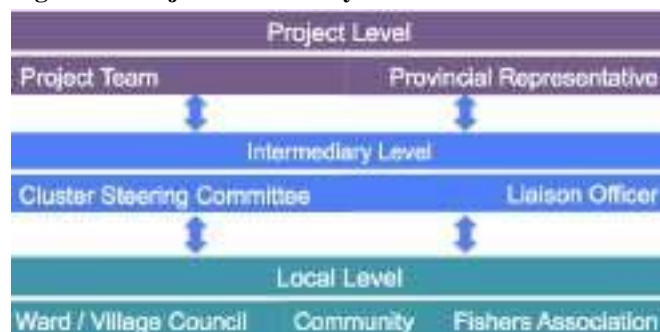 Project Level
Project Team Provincial Representative
Intermediary Level
Cluster Steering Committee Liaison Officer
Local Level
Ward / Village Council Community Fishers Association